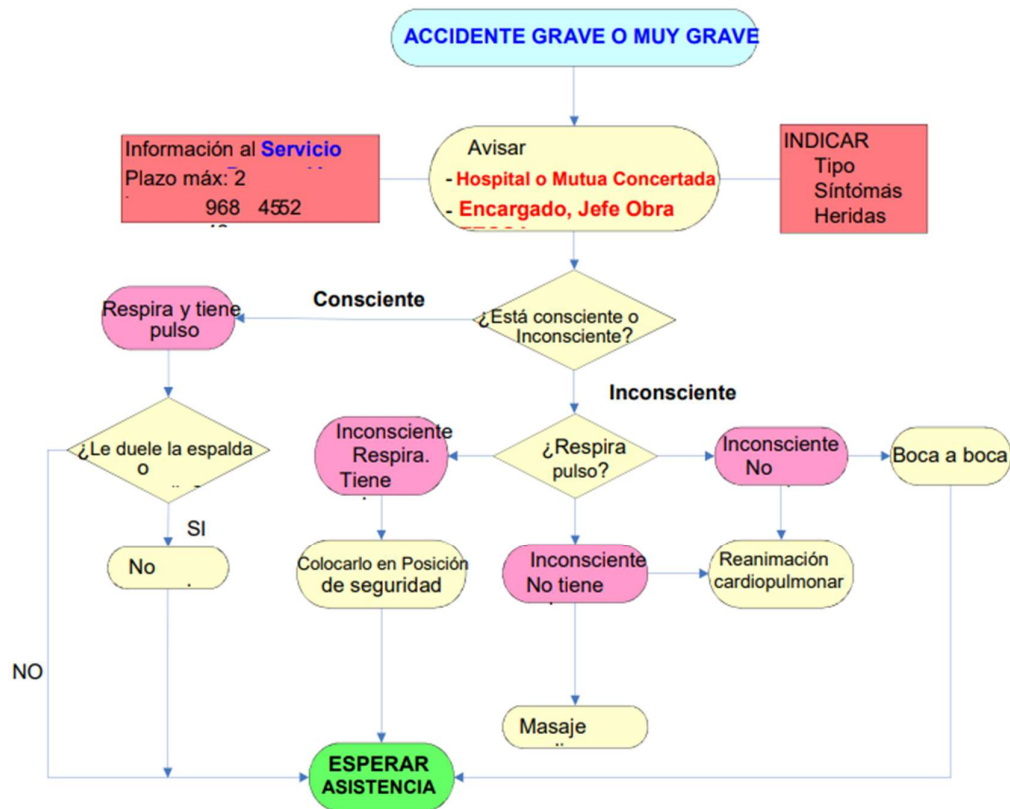 ACCIDENTE GRAVE O MUY GRAVE
Información al Servicio
Plazo máx: 2
968 4552
Avisar
- Hospital o Mutua Concertada
- Encargado, Jefe Obra
INDICAR
Tipo
Síntomas
Heridas
Consciente
¿Está consciente o
Inconsciente?
Respira y tiene
pulso
Inconsciente
¿Le duele la espalda
o
Inconsciente
Respira.
Tiene
¿Respira
pulso?
Inconsciente
No
Boca a boca
SI
No
Colocarlo en Posición
de seguridad
Inconsciente
No tiene
Reanimación
cardiopulmonar
NO
Masaje
ESPERAR
ASISTENCIA